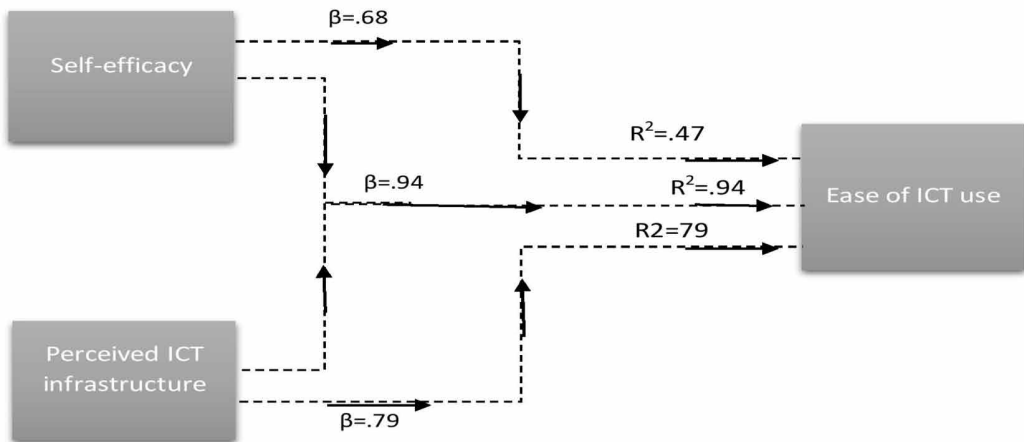 β=.68
Self-efficacy
R²=.47
β=.94
R²=.94
Ease of ICT use
R2=79
Perceived ICT
infrastructure
β=.79